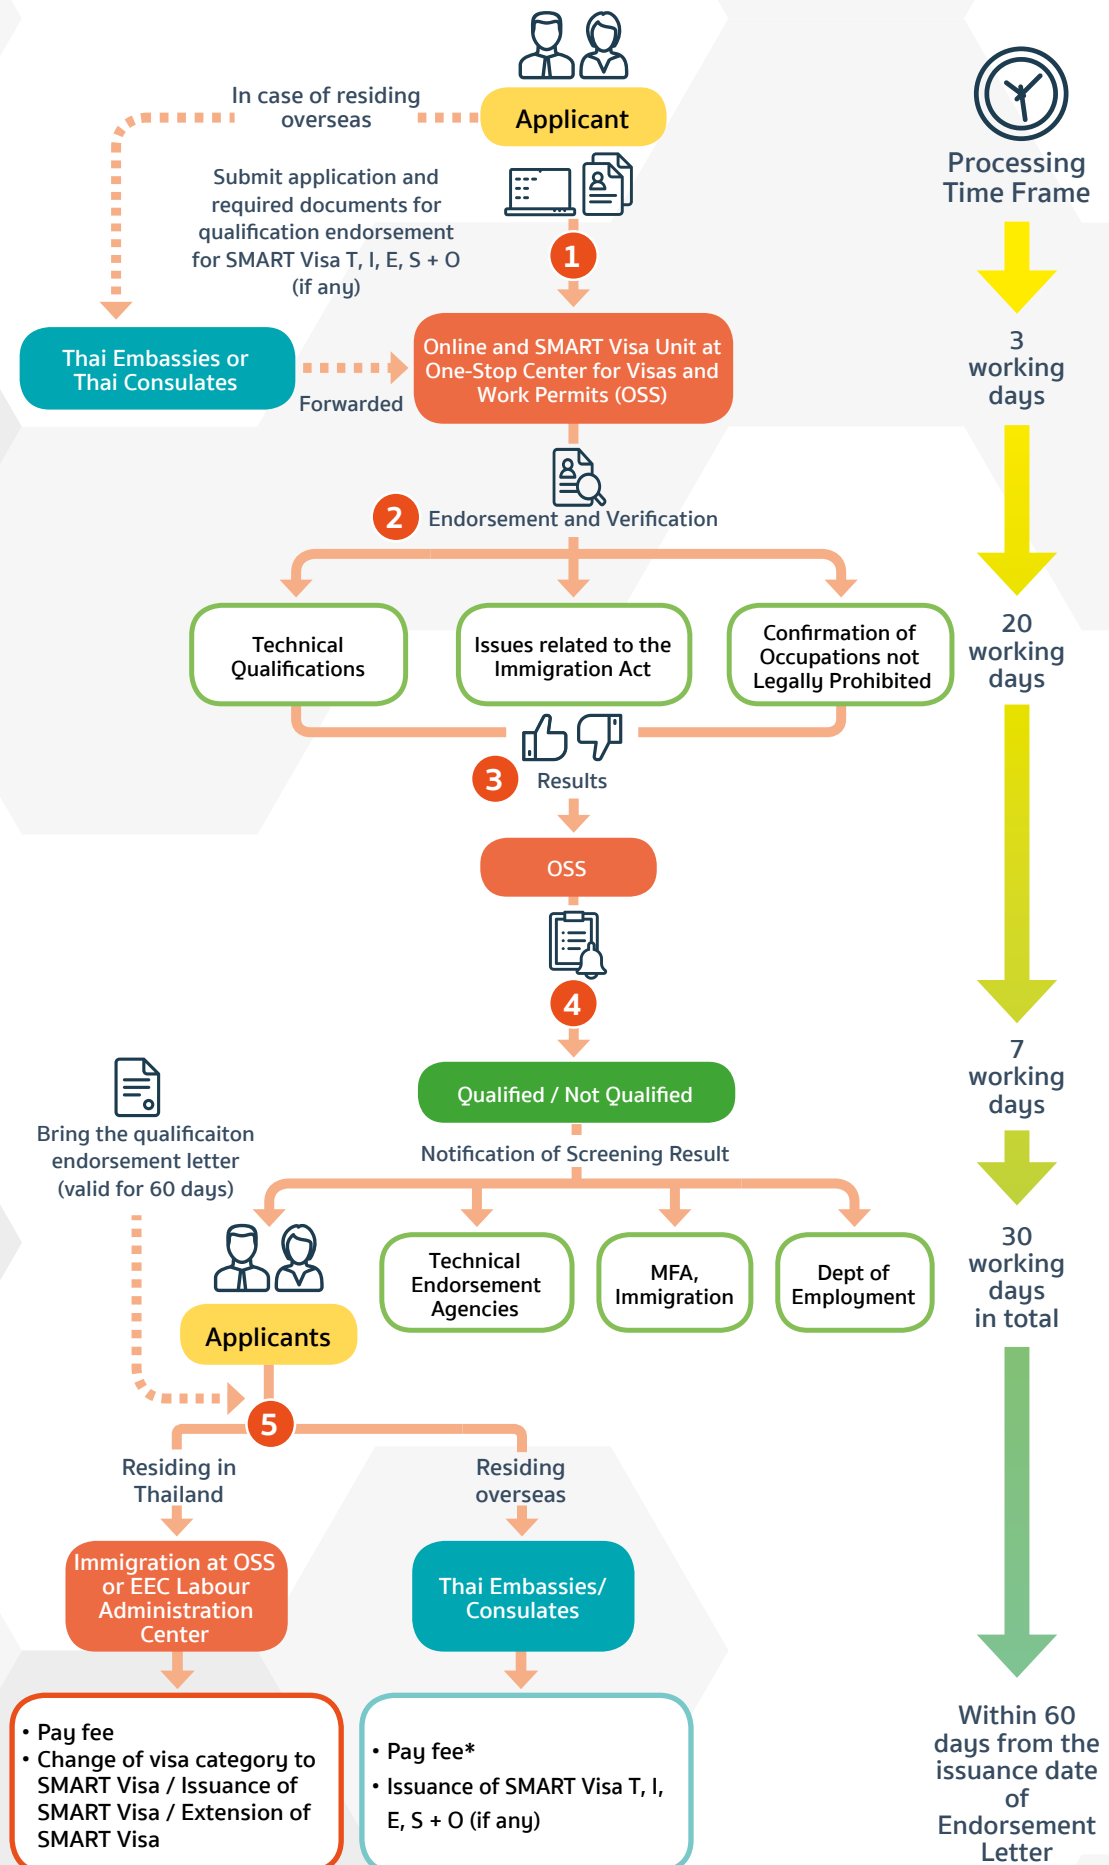 Applicant
In case of residing
overseas
Processing
Time Frame
Submit application and
required documents for
qualification endorsement
for SMART Visa T, I, E, S + O
(if any)
1
Thai Embassies or
Thai Consulates
Forwarded
Online and SMART Visa Unit at
One-Stop Center for Visas and
Work Permits (OSS)
3
working
days
2
Endorsement and Verification
Technical
Qualifications
Issues related to the
Immigration Act
Confirmation of
Occupations not
Legally Prohibited
20
working
days
3
Results
OSS
4
Qualified / Not Qualified
7
working
days
Bring the qualificaiton
endorsement letter
(valid for 60 days)
Notification of Screening Result
Applicants
Technical
Endorsement
Agencies
MFA,
Immigration
Dept of
Employment
30
working
days
in total
5
Residing in
Thailand
Residing
overseas
Immigration at OSS
or EEC Labour
Administration
Center
Thai Embassies/
Consulates
• Pay fee
• Change of visa category to
SMART Visa / Issuance of
SMART Visa / Extension of
SMART Visa
• Pay fee*
• Issuance of SMART Visa T, I,
E, S + O (if any)
Within 60
days from the
issuance date
of
Endorsement
Letter